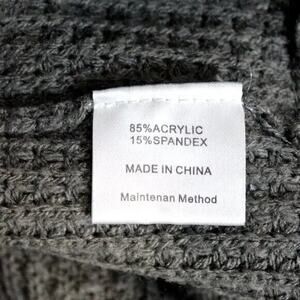 85%ACRYLIC
15%SPANDEX
MADE IN CHINA
Maintenan Method